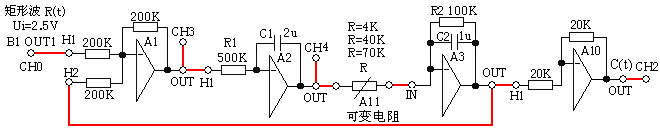 矩形波 R(t)
Ui=2.5V
B1 OUT1 H1
CH0
200K
200K
A1
H2
200K
CH3
OUT
H1
R1
500K
C1 2u
A2
CH4
OUT
R=4K
R=40K
R=70K
R
A11
可变电阻
IN
R2 100K
C2 1u
A3
OUT
H1
20K
20K
A10
C(t)
OUT CH2